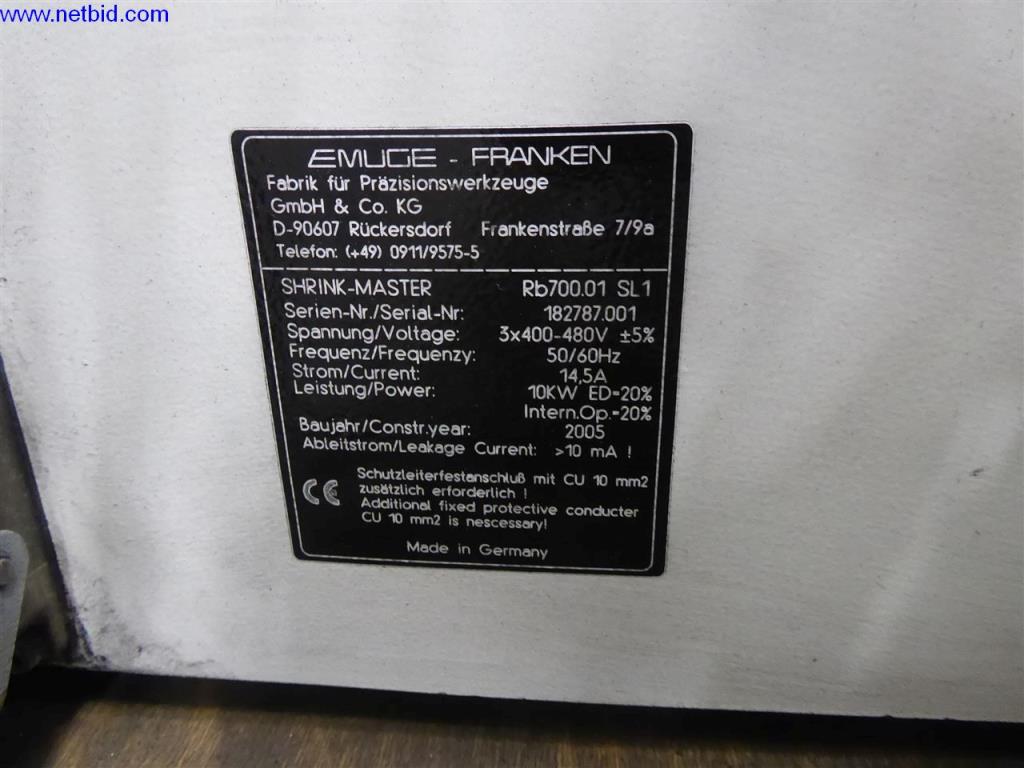 www.netbid.com
EMUGE - FRANKEN
Fabrik für Präzisionswerkzeuge
GmbH & Co. KG
D-90607 Rückersdorf Frankenstraße 7/9a
Telefon: (+49) 0911/9575-5
SHRINK-MASTER Rb700.01 SL1
Serien-Nr./Serial-Nr: 182787.001
Spannung/Voltage: 3x400-480V ±5%
Frequenz/Frequenzy: 50/60Hz
Strom/Current: 14,5A
Leistung/Power: 10KW ED=20%
Intern.Op.=20%
Baujahr/Constr.year: 2005
Ableitstrom/Leakage Current: >10 mA !
CE
Schutzleiterfestanschluß mit CU 10 mm2
zusätzlich erforderlich !
Additional fixed protective conducter
CU 10 mm2 is nescessary!
Made in Germany